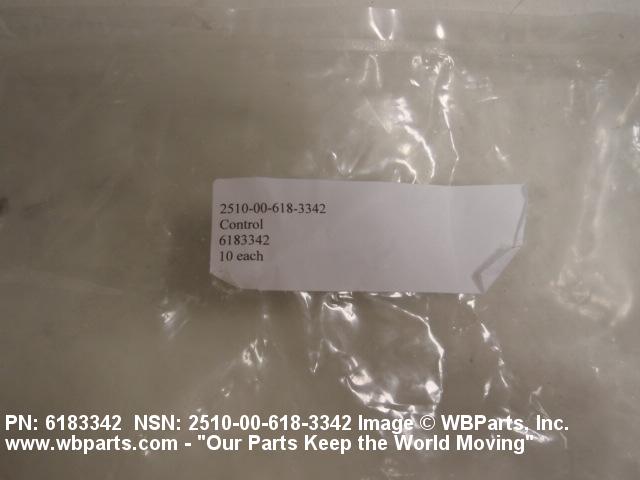 2510-00-618-3342
Control
6183342
10 each
PN: 6183342 NSN: 2510-00-618-3342 Image © WBParts, Inc.
www.wbparts.com - "Our Parts Keep the World Moving"